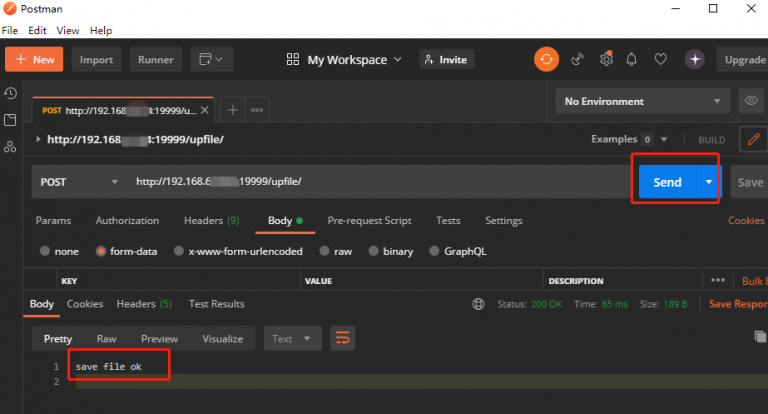 Postman
File Edit View Help
+ New Import Runner My Workspace Invite Upgrade
POST http://192.168 :19999/u... × + ooo No Environment
http://192.168 :19999/upfile/ Examples 0 BUILD
POST http://192.168.6 19999/upfile/ Send Save
Params Authorization Headers (9) Body Pre-request Script Tests Settings Cookies
none form-data x-www-form-urlencoded raw binary GraphQL
KEY VALUE DESCRIPTION ••• Bulk E
Body Cookies Headers (5) Test Results Status: 200 OK Time: 65 ms Size: 189 B Save Respor
Pretty Raw Preview Visualize Text
1 save file ok
2